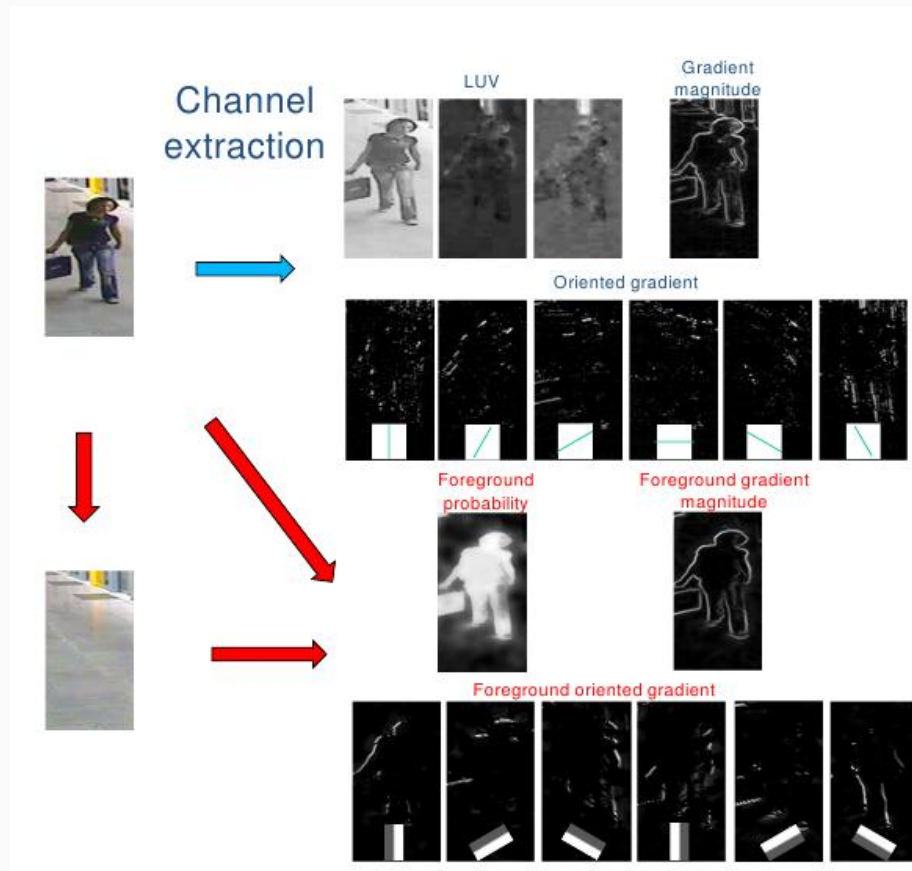 Channel
extraction
LUV
Gradient
magnitude
Oriented gradient
Foreground
probability
Foreground gradient
magnitude
Foreground oriented gradient